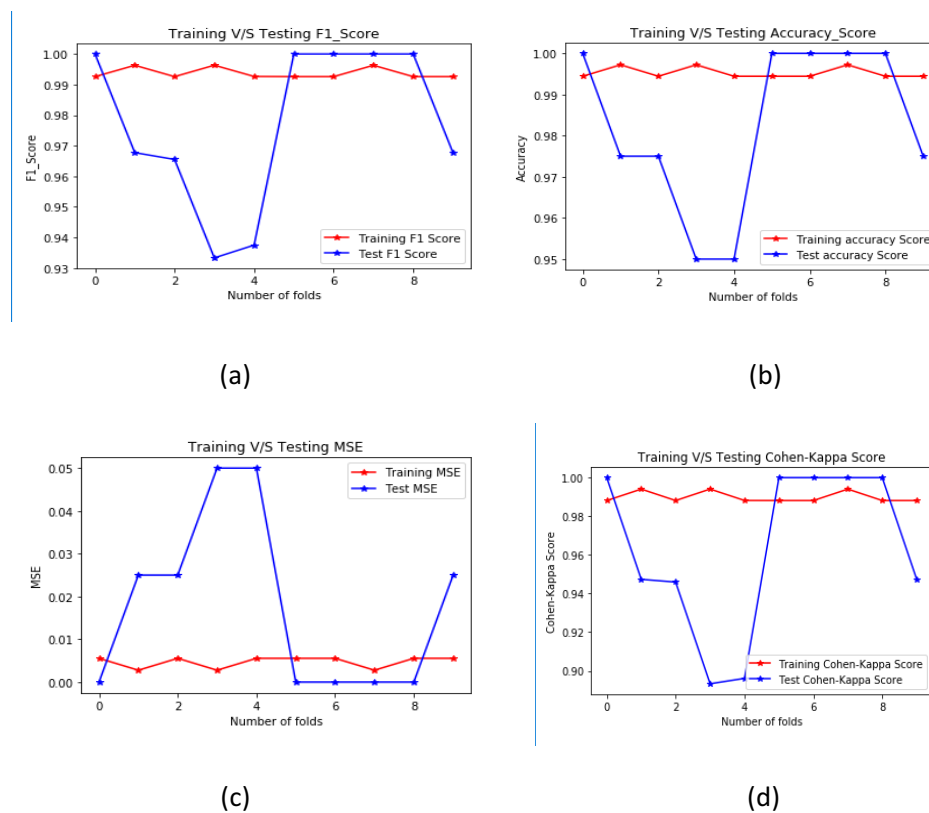 Training V/S Testing F1_Score
1.00
0.99
0.98
0.97
0.96
0.95
0.94
0.93
F1_Score
0 2 4 6 8
Number of folds
Training F1 Score
Test F1 Score
(a)
Training V/S Testing Accuracy_Score
1.00
0.99
0.98
0.97
0.96
0.95
Accuracy
0 2 4 6 8
Number of folds
Training accuracy Score
Test accuracy Score
(b)
Training V/S Testing MSE
0.05
0.04
0.03
0.02
0.01
0.00
MSE
0 2 4 6 8
Number of folds
Training MSE
Test MSE
(c)
Training V/S Testing Cohen-Kappa Score
1.00
0.98
0.96
0.94
0.92
0.90
Cohen-Kappa Score
0 2 4 6 8
Number of folds
Training Cohen-Kappa Score
Test Cohen-Kappa Score
(d)